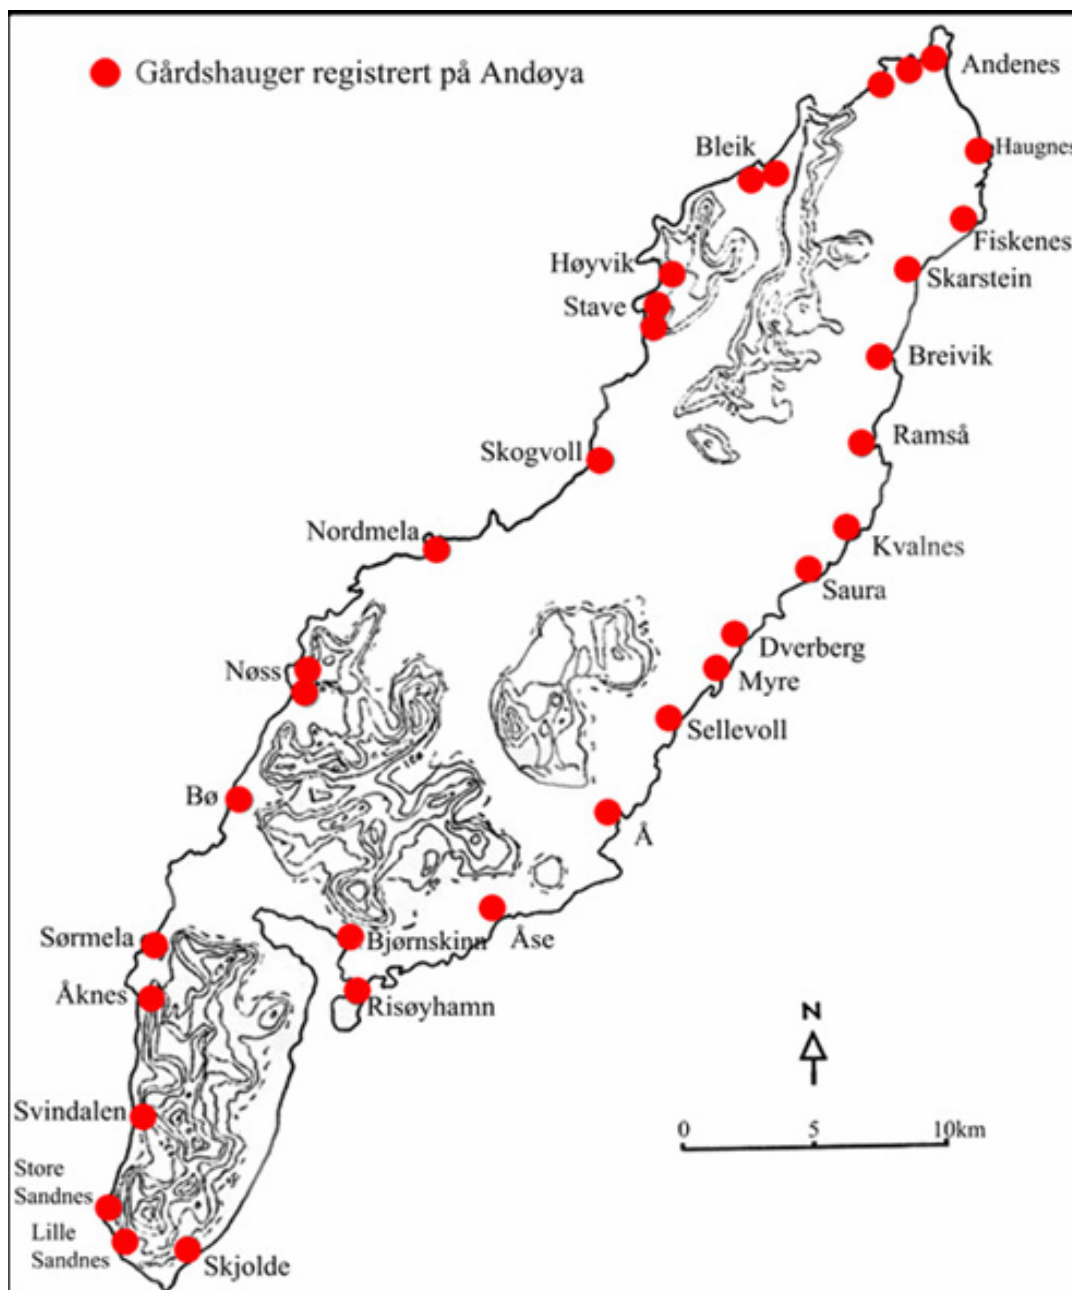 Gårdshauger registrert på Andøya
Andenes
Bleik
Haugnes
Fiskenes
Høyvik
Skarstein
Stave
Breivik
Ramså
Skogvoll
Nordmela
Kvalnes
Saura
Dverberg
Nøss
Myre
Sellevoll
Bø
Å
Åse
Sørmela
Bjørnskinn
Åknes
Risøyhamn
N
Svindalen
0 5 10km
Store
Sandnes
Lille
Sandnes
Skjolde